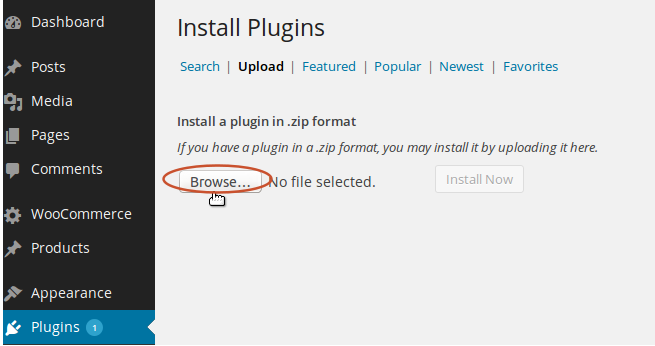 Dashboard
Posts
Media
Pages
Comments
WooCommerce
Products
Appearance
Plugins 1
Install Plugins
Search | Upload | Featured | Popular | Newest | Favorites
Install a plugin in .zip format
If you have a plugin in a .zip format, you may install it by uploading it here.
Browse... No file selected. Install Now